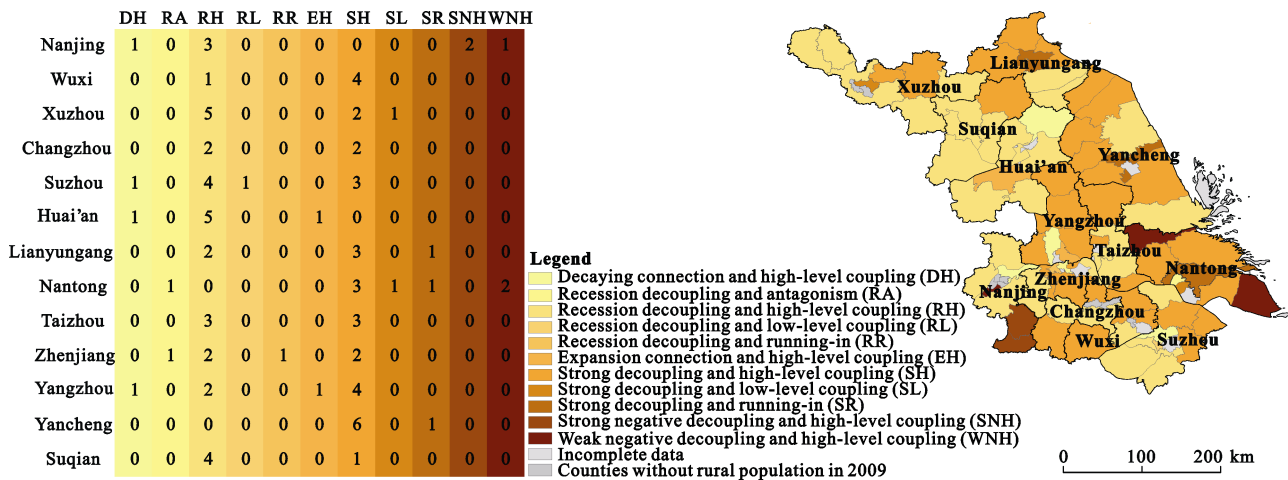 DH RA RH RL RR EH SH SL SR SNH WNH
Nanjing 1 0 3 0 0 0 0 0 0 2 1
Wuxi 0 0 1 0 0 0 4 0 0 0 0
Xuzhou 0 0 5 0 0 0 2 1 0 0 0
Changzhou 0 0 2 0 0 0 2 0 0 0 0
Suzhou 1 0 4 1 0 0 3 0 0 0 0
Huai'an 1 0 5 0 0 1 0 0 0 0 0
Lianyungang 0 0 2 0 0 0 3 0 1 0 0
Nantong 0 1 0 0 0 0 3 1 1 0 2
Taizhou 0 0 3 0 0 0 3 0 0 0 0
Zhenjiang 0 1 2 0 1 0 2 0 0 0 0
Yangzhou 1 0 2 0 0 1 4 0 0 0 0
Yancheng 0 0 0 0 0 0 6 0 1 0 0
Suqian 0 0 4 0 0 0 1 0 0 0 0
Legend
Decaying connection and high-level coupling (DH)
Recession decoupling and antagonism (RA)
Recession decoupling and high-level coupling (RH)
Recession decoupling and low-level coupling (RL)
Recession decoupling and running-in (RR)
Expansion connection and high-level coupling (EH)
Strong decoupling and high-level coupling (SH)
Strong decoupling and low-level coupling (SL)
Strong decoupling and running-in (SR)
Strong negative decoupling and high-level coupling (SNH)
Weak negative decoupling and high-level coupling (WNH)
Incomplete data
Counties without rural population in 2009
Lianyungang
Xuzhou
Suqian
Yancheng
Huai'an
Yangzhou
Taizhou
Nantong
Zhenjiang
Nanjing
Changzhou
Wuxi
Suzhou
0 100 200 km